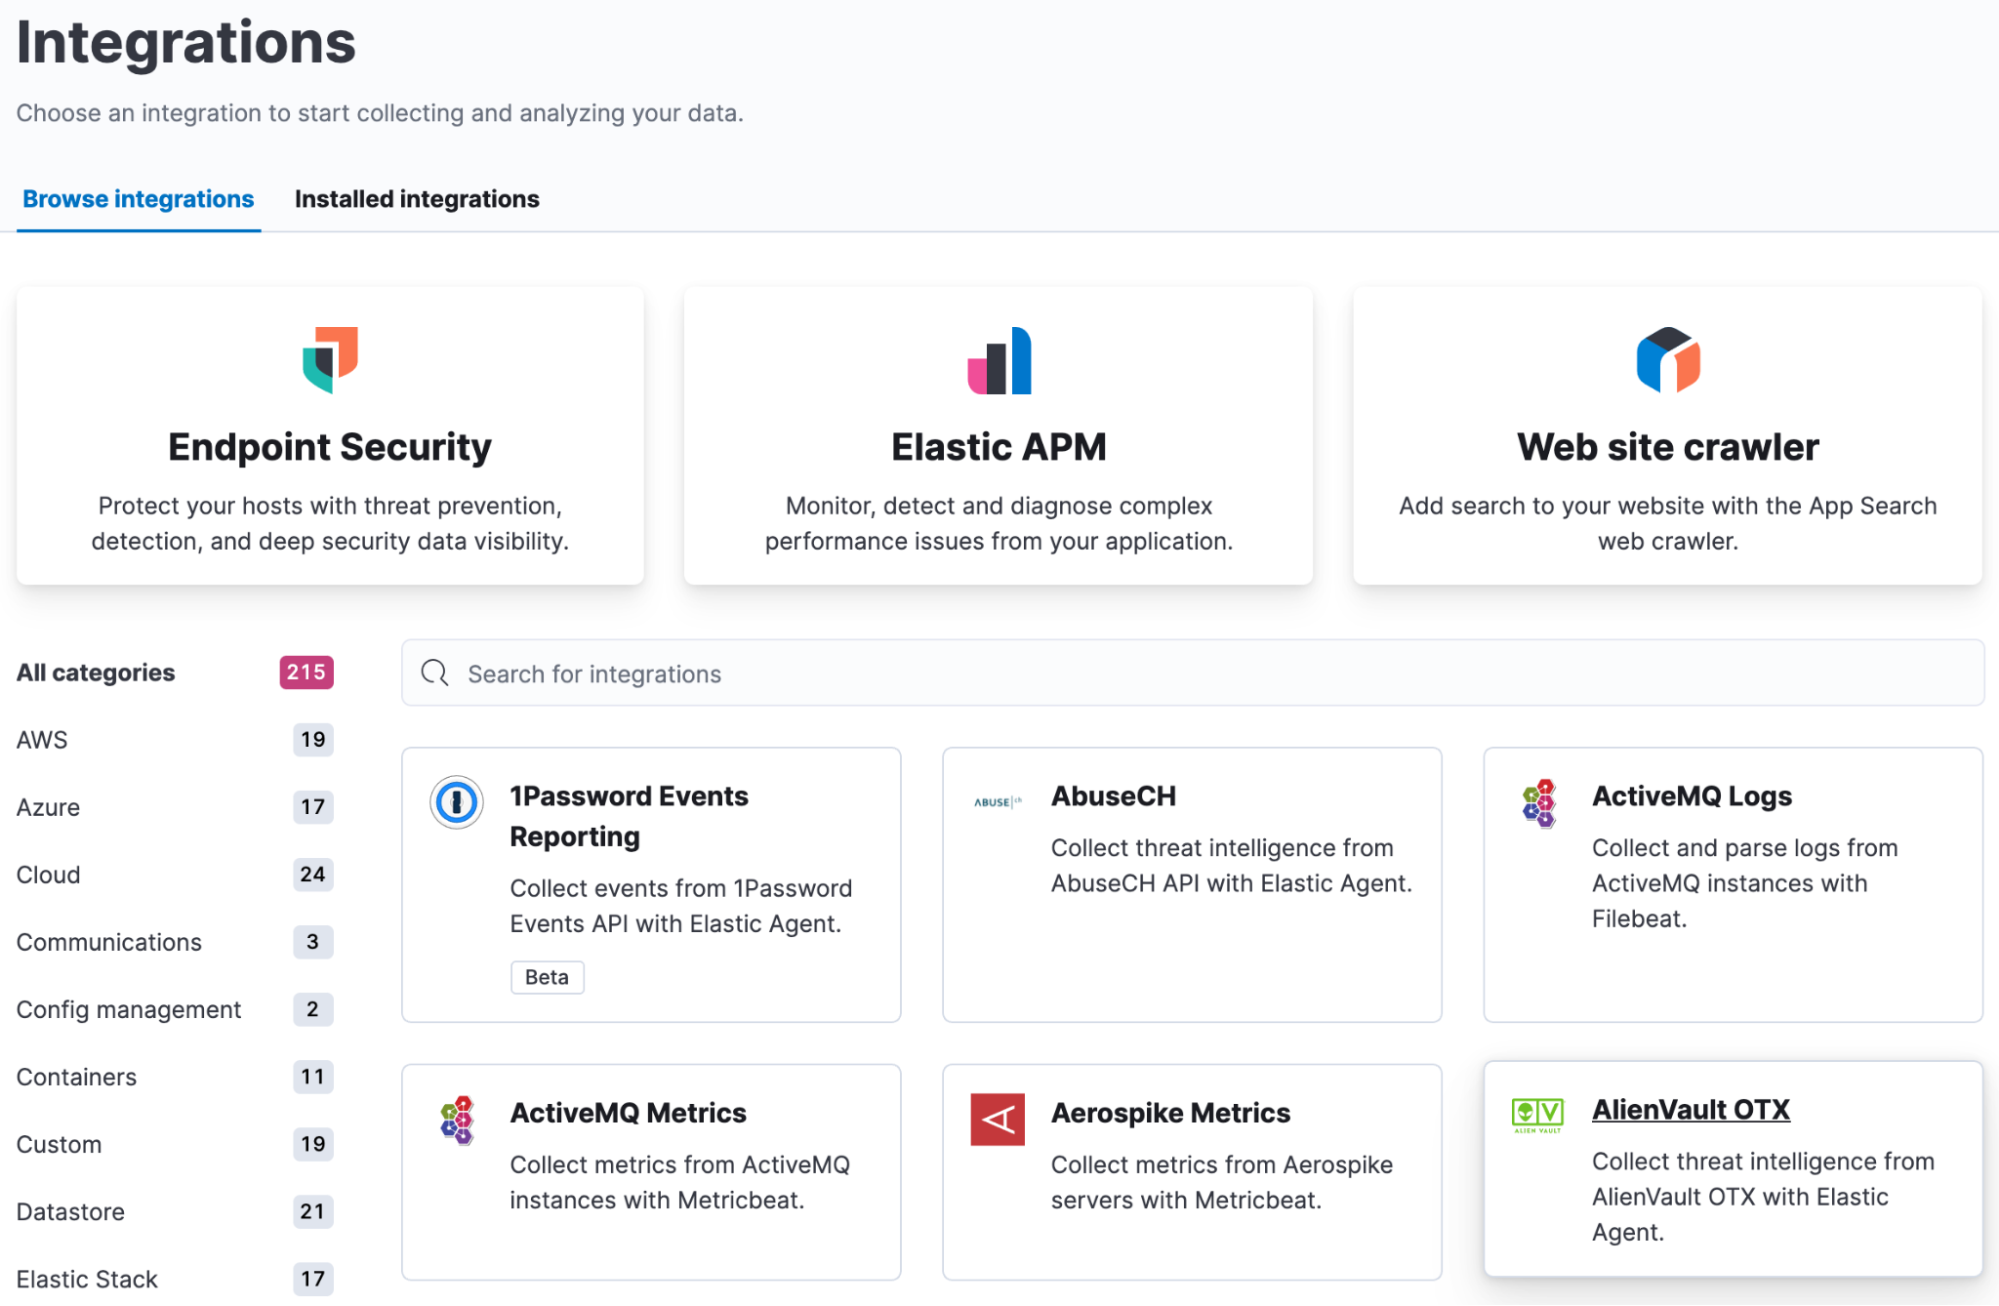 Integrations
Choose an integration to start collecting and analyzing your data.
Browse integrations
Installed integrations
Endpoint Security
Protect your hosts with threat prevention,
detection, and deep security data visibility.
Elastic APM
Monitor, detect and diagnose complex
performance issues from your application.
Web site crawler
Add search to your website with the App Search
web crawler.
All categories 215
AWS 19
Azure 17
Cloud 24
Communications 3
Config management 2
Containers 11
Custom 19
Datastore 21
Elastic Stack 17
Search for integrations
1Password Events
Reporting
Collect events from 1Password
Events API with Elastic Agent.
Beta
ABUSE|ch
AbuseCH
Collect threat intelligence from
AbuseCH API with Elastic Agent.
ActiveMQ Logs
Collect and parse logs from
ActiveMQ instances with
Filebeat.
ActiveMQ Metrics
Collect metrics from ActiveMQ
instances with Metricbeat.
Aerospike Metrics
Collect metrics from Aerospike
servers with Metricbeat.
ALIEN VAULT
AlienVault OTX
Collect threat intelligence from
AlienVault OTX with Elastic
Agent.